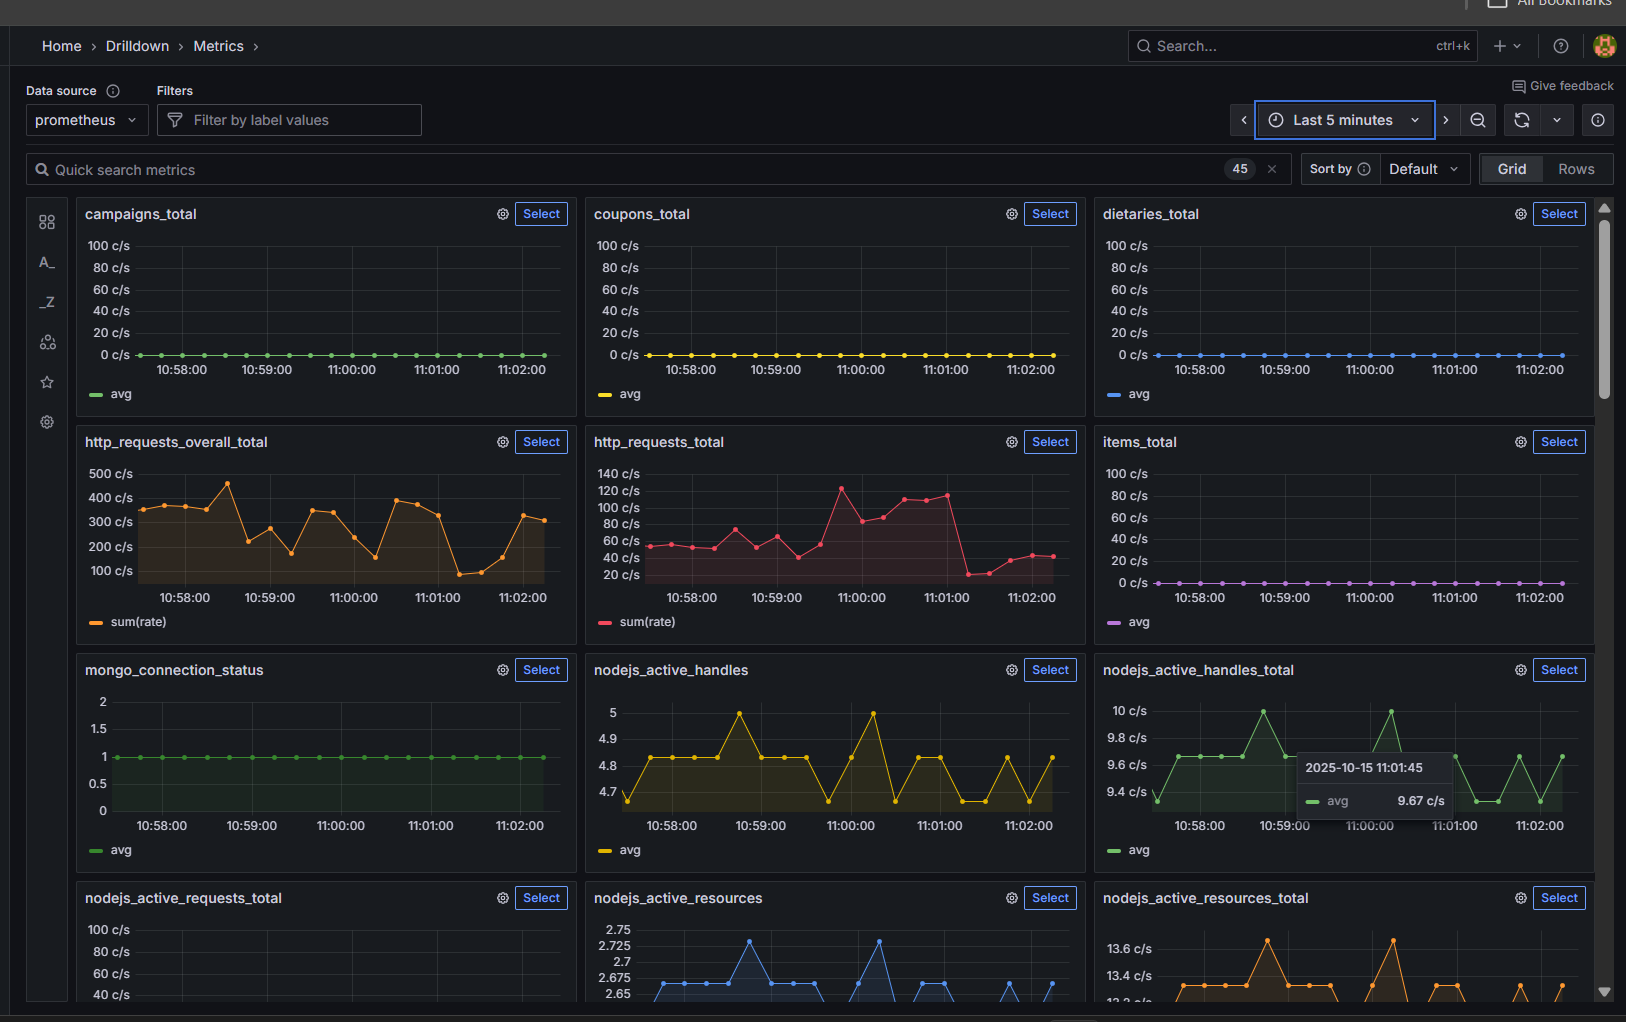 All Bookmarks
Home › Drilldown › Metrics ›
Search... ctrl+k
Give feedback
Data source Filters
prometheus Filter by label values Last 5 minutes
Quick search metrics 45 Sort by Default Grid Rows
A_
_Z
campaigns_total Select
100 c/s
80 c/s
60 c/s
40 c/s
20 c/s
0 c/s
10:58:00 10:59:00 11:00:00 11:01:00 11:02:00
avg
coupons_total Select
100 c/s
80 c/s
60 c/s
40 c/s
20 c/s
0 c/s
10:58:00 10:59:00 11:00:00 11:01:00 11:02:00
avg
dietaries_total Select
100 c/s
80 c/s
60 c/s
40 c/s
20 c/s
0 c/s
10:58:00 10:59:00 11:00:00 11:01:00 11:02:00
avg
http_requests_overall_total Select
500 c/s
400 c/s
300 c/s
200 c/s
100 c/s
10:58:00 10:59:00 11:00:00 11:01:00 11:02:00
sum(rate)
http_requests_total Select
140 c/s
120 c/s
100 c/s
80 c/s
60 c/s
40 c/s
20 c/s
10:58:00 10:59:00 11:00:00 11:01:00 11:02:00
sum(rate)
items_total Select
100 c/s
80 c/s
60 c/s
40 c/s
20 c/s
0 c/s
10:58:00 10:59:00 11:00:00 11:01:00 11:02:00
avg
mongo_connection_status Select
2
1.5
1
0.5
0
10:58:00 10:59:00 11:00:00 11:01:00 11:02:00
avg
nodejs_active_handles Select
5
4.9
4.8
4.7
10:58:00 10:59:00 11:00:00 11:01:00 11:02:00
avg
nodejs_active_handles_total Select
10 c/s
9.8 c/s
9.6 c/s
9.4 c/s
2025-10-15 11:01:45
avg 9.67 c/s
10:58:00 10:59:00 11:00:00 11:01:00 11:02:00
avg
nodejs_active_requests_total Select
100 c/s
80 c/s
60 c/s
40 c/s
nodejs_active_resources Select
2.75
2.725
2.7
2.675
2.65
nodejs_active_resources_total Select
13.6 c/s
13.4 c/s
13.2 c/s